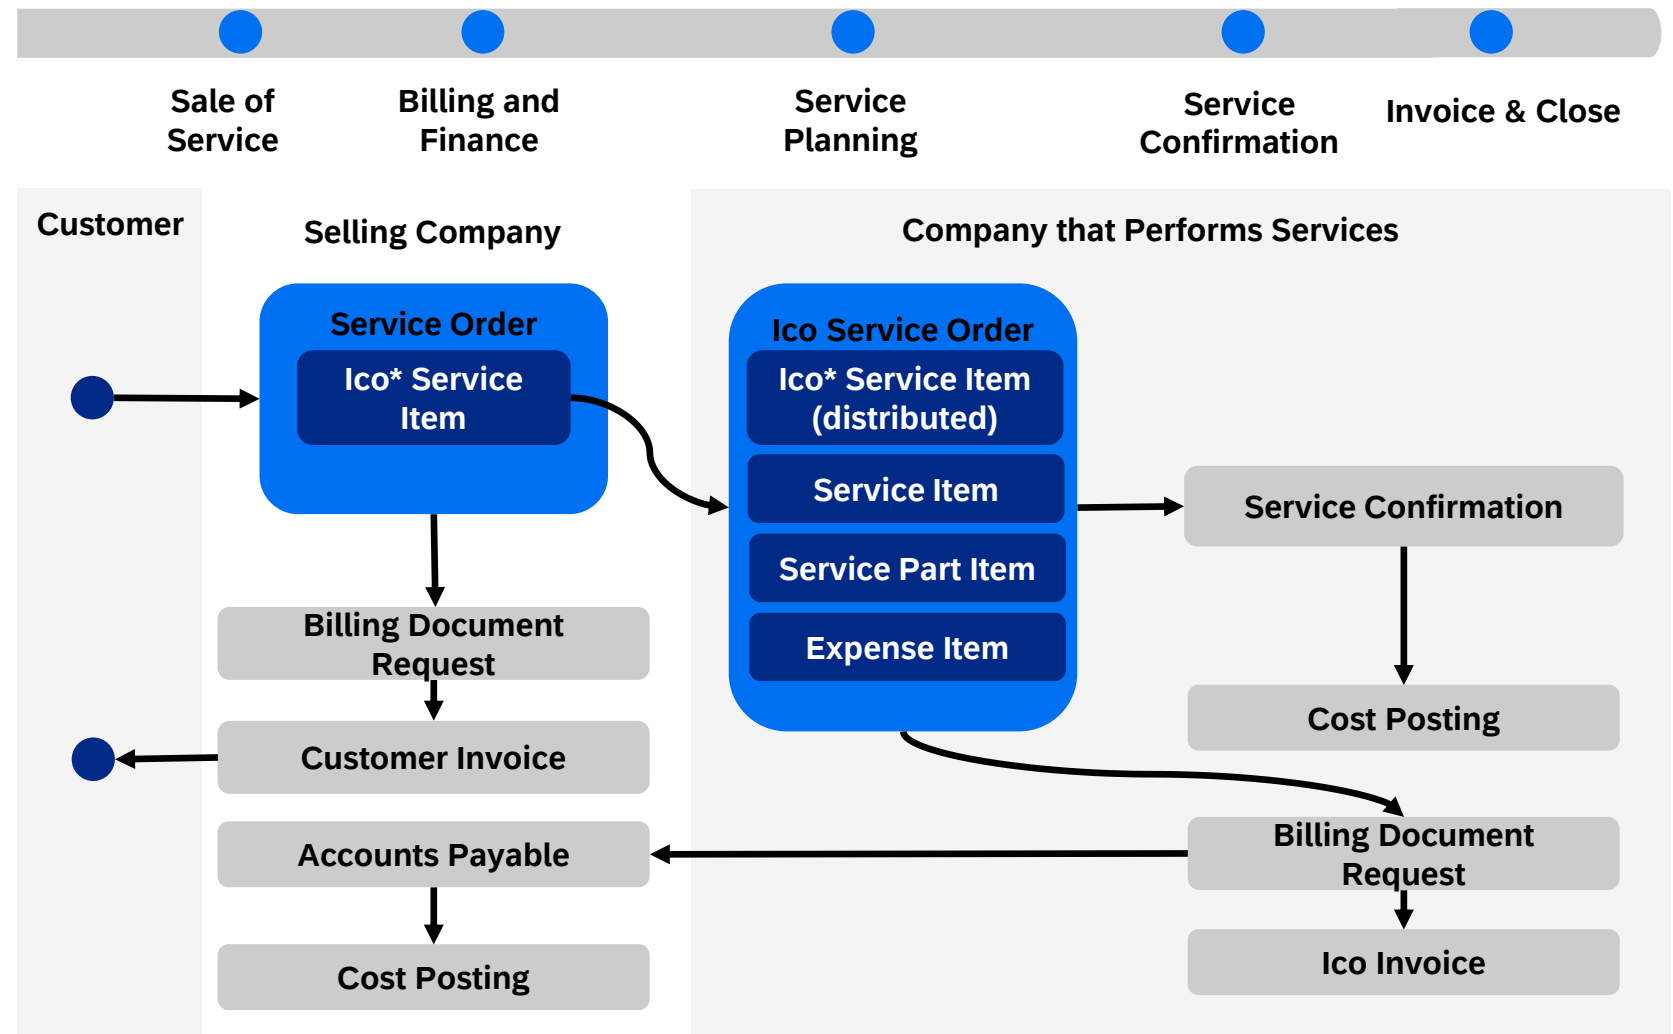 Sale of
Service
Billing and
Finance
Service
Planning
Service
Confirmation
Invoice & Close
Customer
Selling Company
Company that Performs Services
Service Order
Ico* Service
Item
Ico Service Order
Ico* Service Item
(distributed)
Service Item
Service Part Item
Expense Item
Service Confirmation
Cost Posting
Billing Document
Request
Customer Invoice
Accounts Payable
Cost Posting
Billing Document
Request
Ico Invoice